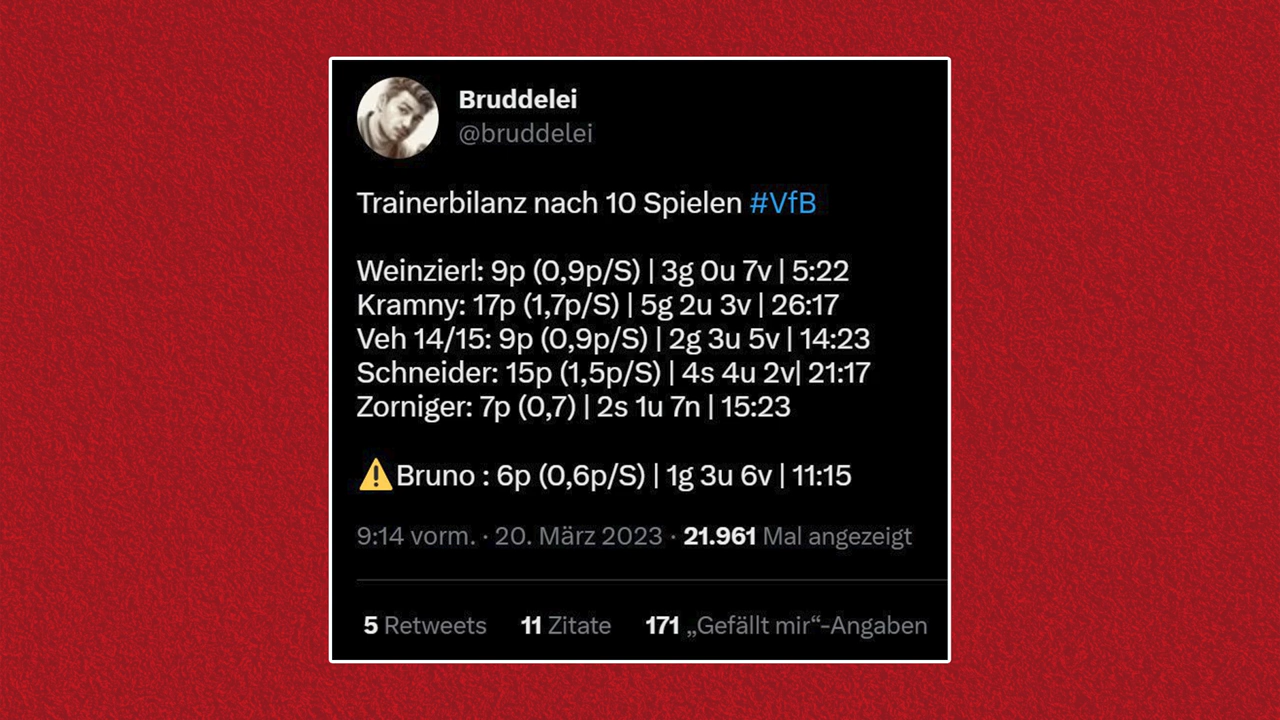 Bruddelei
@bruddelei
Trainerbilanz nach 10 Spielen #VfB
Weinzierl: 9p (0,9p/S) | 3g 0u 7v | 5:22
Kramny: 17p (1,7p/S) | 5g 2u 3v | 26:17
Veh 14/15: 9p (0,9p/S) | 2g 3u 5v | 14:23
Schneider: 15p (1,5p/S) | 4s 4u 2v| 21:17
Zorniger: 7p (0,7) | 2s 1u 7n | 15:23
⚠️Bruno : 6p (0,6p/S) | 1g 3u 6v | 11:15
9:14 vorm. · 20. März 2023 · 21.961 Mal angezeigt
5 Retweets 11 Zitate 171 „Gefällt mir“-Angaben